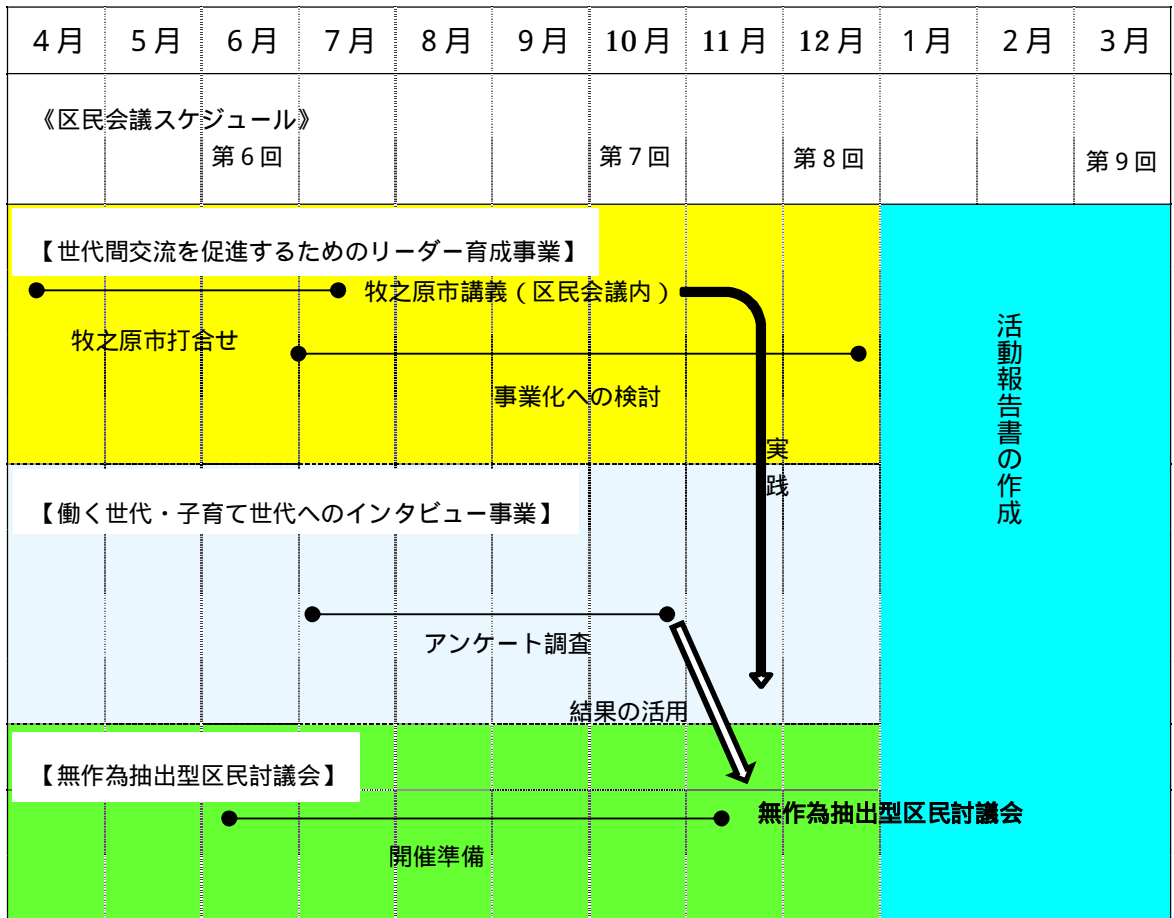 4月 5月 6月 7月 8月 9月 10月 11月 12月 1月 2月 3月
《区民会議スケジュール》
第6回 第7回 第8回 第9回
【世代間交流を促進するためのリーダー育成事業】
牧之原市講義（区民会議内）
牧之原市打合せ
事業化への検討
実践
活動報告書の作成
【働く世代・子育て世代へのインタビュー事業】
アンケート調査
結果の活用
【無作為抽出型区民討議会】
無作為抽出型区民討議会
開催準備